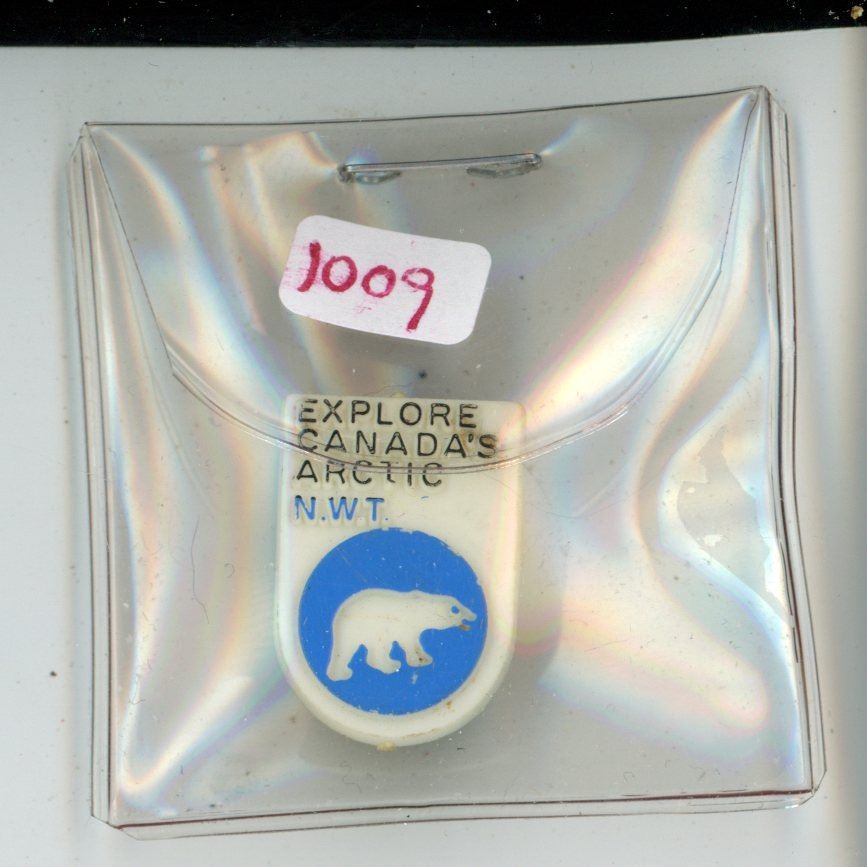 1009
EXPLORE
CANADA'S
ARCTIC
N.W.T.